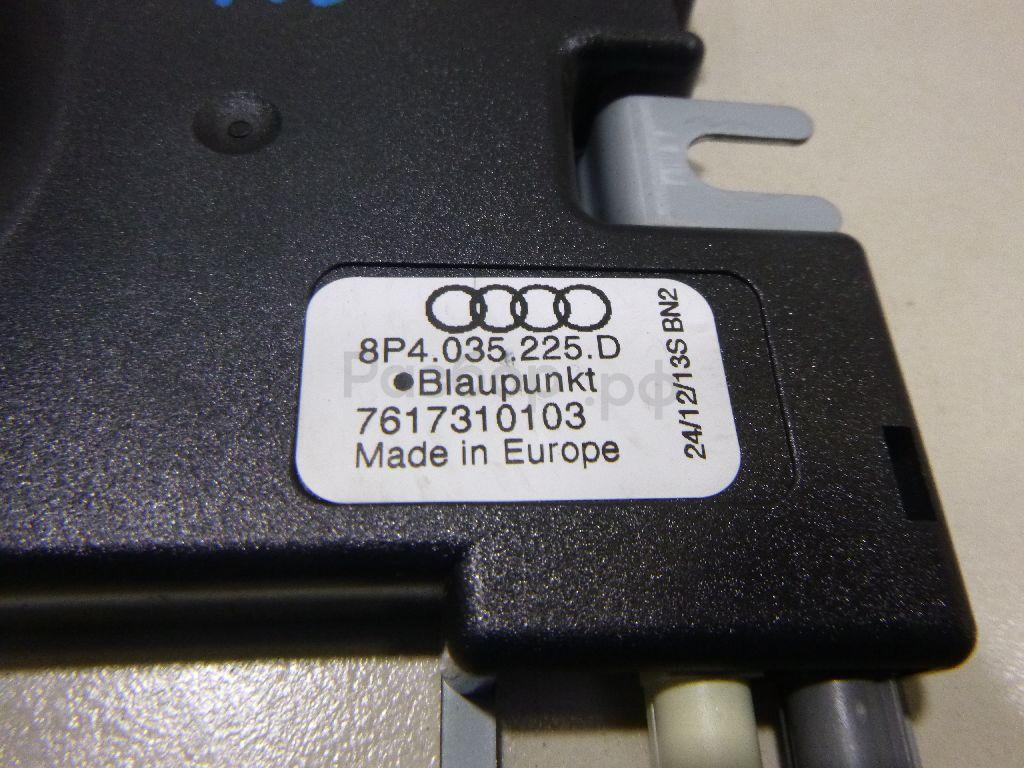 8P4.035.225.D
Blaupunkt
7617310103
Made in Europe
24/12/13S BN2